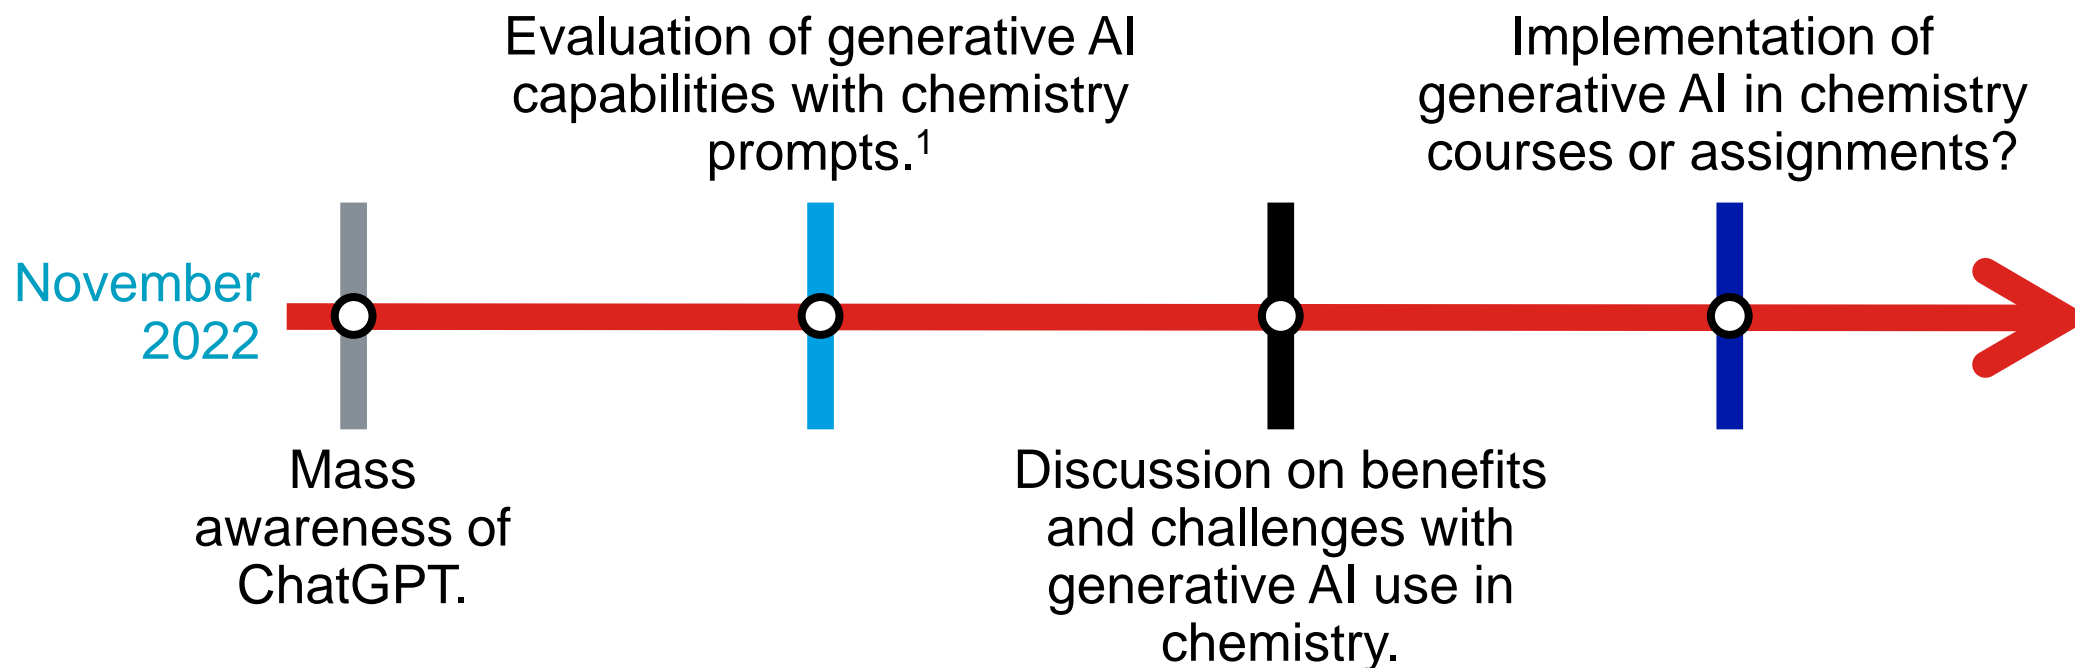 November
2022
Mass
awareness of
ChatGPT.
Evaluation of generative AI
capabilities with chemistry
prompts.¹
Discussion on benefits
and challenges with
generative AI use in
chemistry.
Implementation of
generative AI in chemistry
courses or assignments?